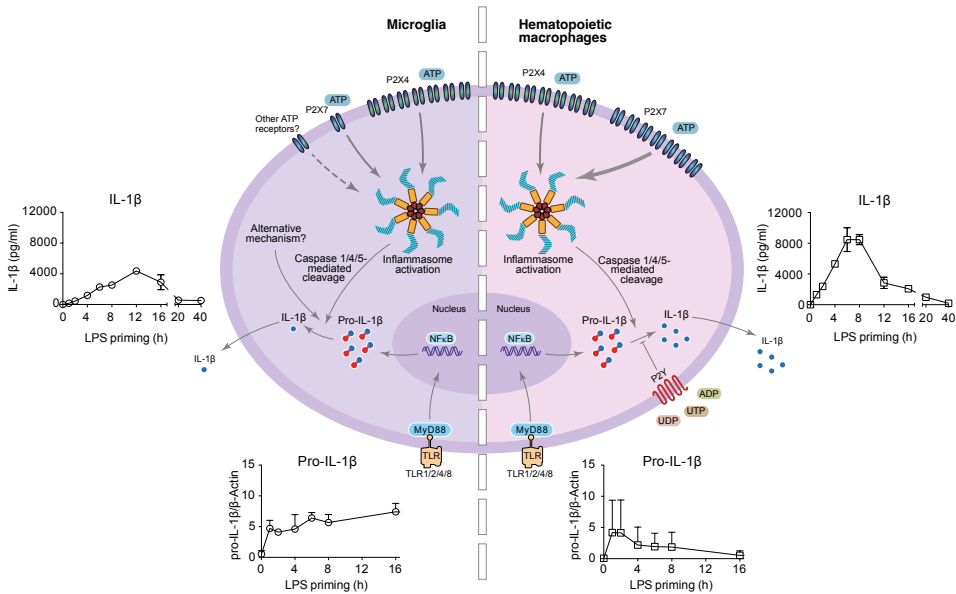 Microglia
Hematopoietic
macrophages
P2X4
ATP
P2X7
ATP
Other ATP
receptors?
P2X4
ATP
P2X7
ATP
IL-1β
12000
8000
4000
0
IL-1β (pg/ml)
0 4 8 12 16 20 40
LPS priming (h)
Alternative
mechanism?
Caspase 1/4/5-
mediated
cleavage
Inflammasome
activation
Inflammasome
activation
Caspase 1/4/5-
mediated
cleavage
IL-1β
12000
8000
4000
0
IL-1β (pg/ml)
0 4 8 12 16 20 40
LPS priming (h)
Nucleus
Nucleus
IL-1β
Pro-IL-1β
NFκB
NFκB
Pro-IL-1β
IL-1β
IL-1β
IL-1β
P2Y
ADP
UTP
UDP
MyD88
TLR
TLR1/2/4/8
MyD88
TLR
TLR1/2/4/8
Pro-IL-1β
15
10
5
0
pro-IL-1β/β-Actin
0 4 8 12 16
LPS priming (h)
Pro-IL-1β
15
10
5
0
pro-IL-1β/β-Actin
0 4 8 12 16
LPS priming (h)